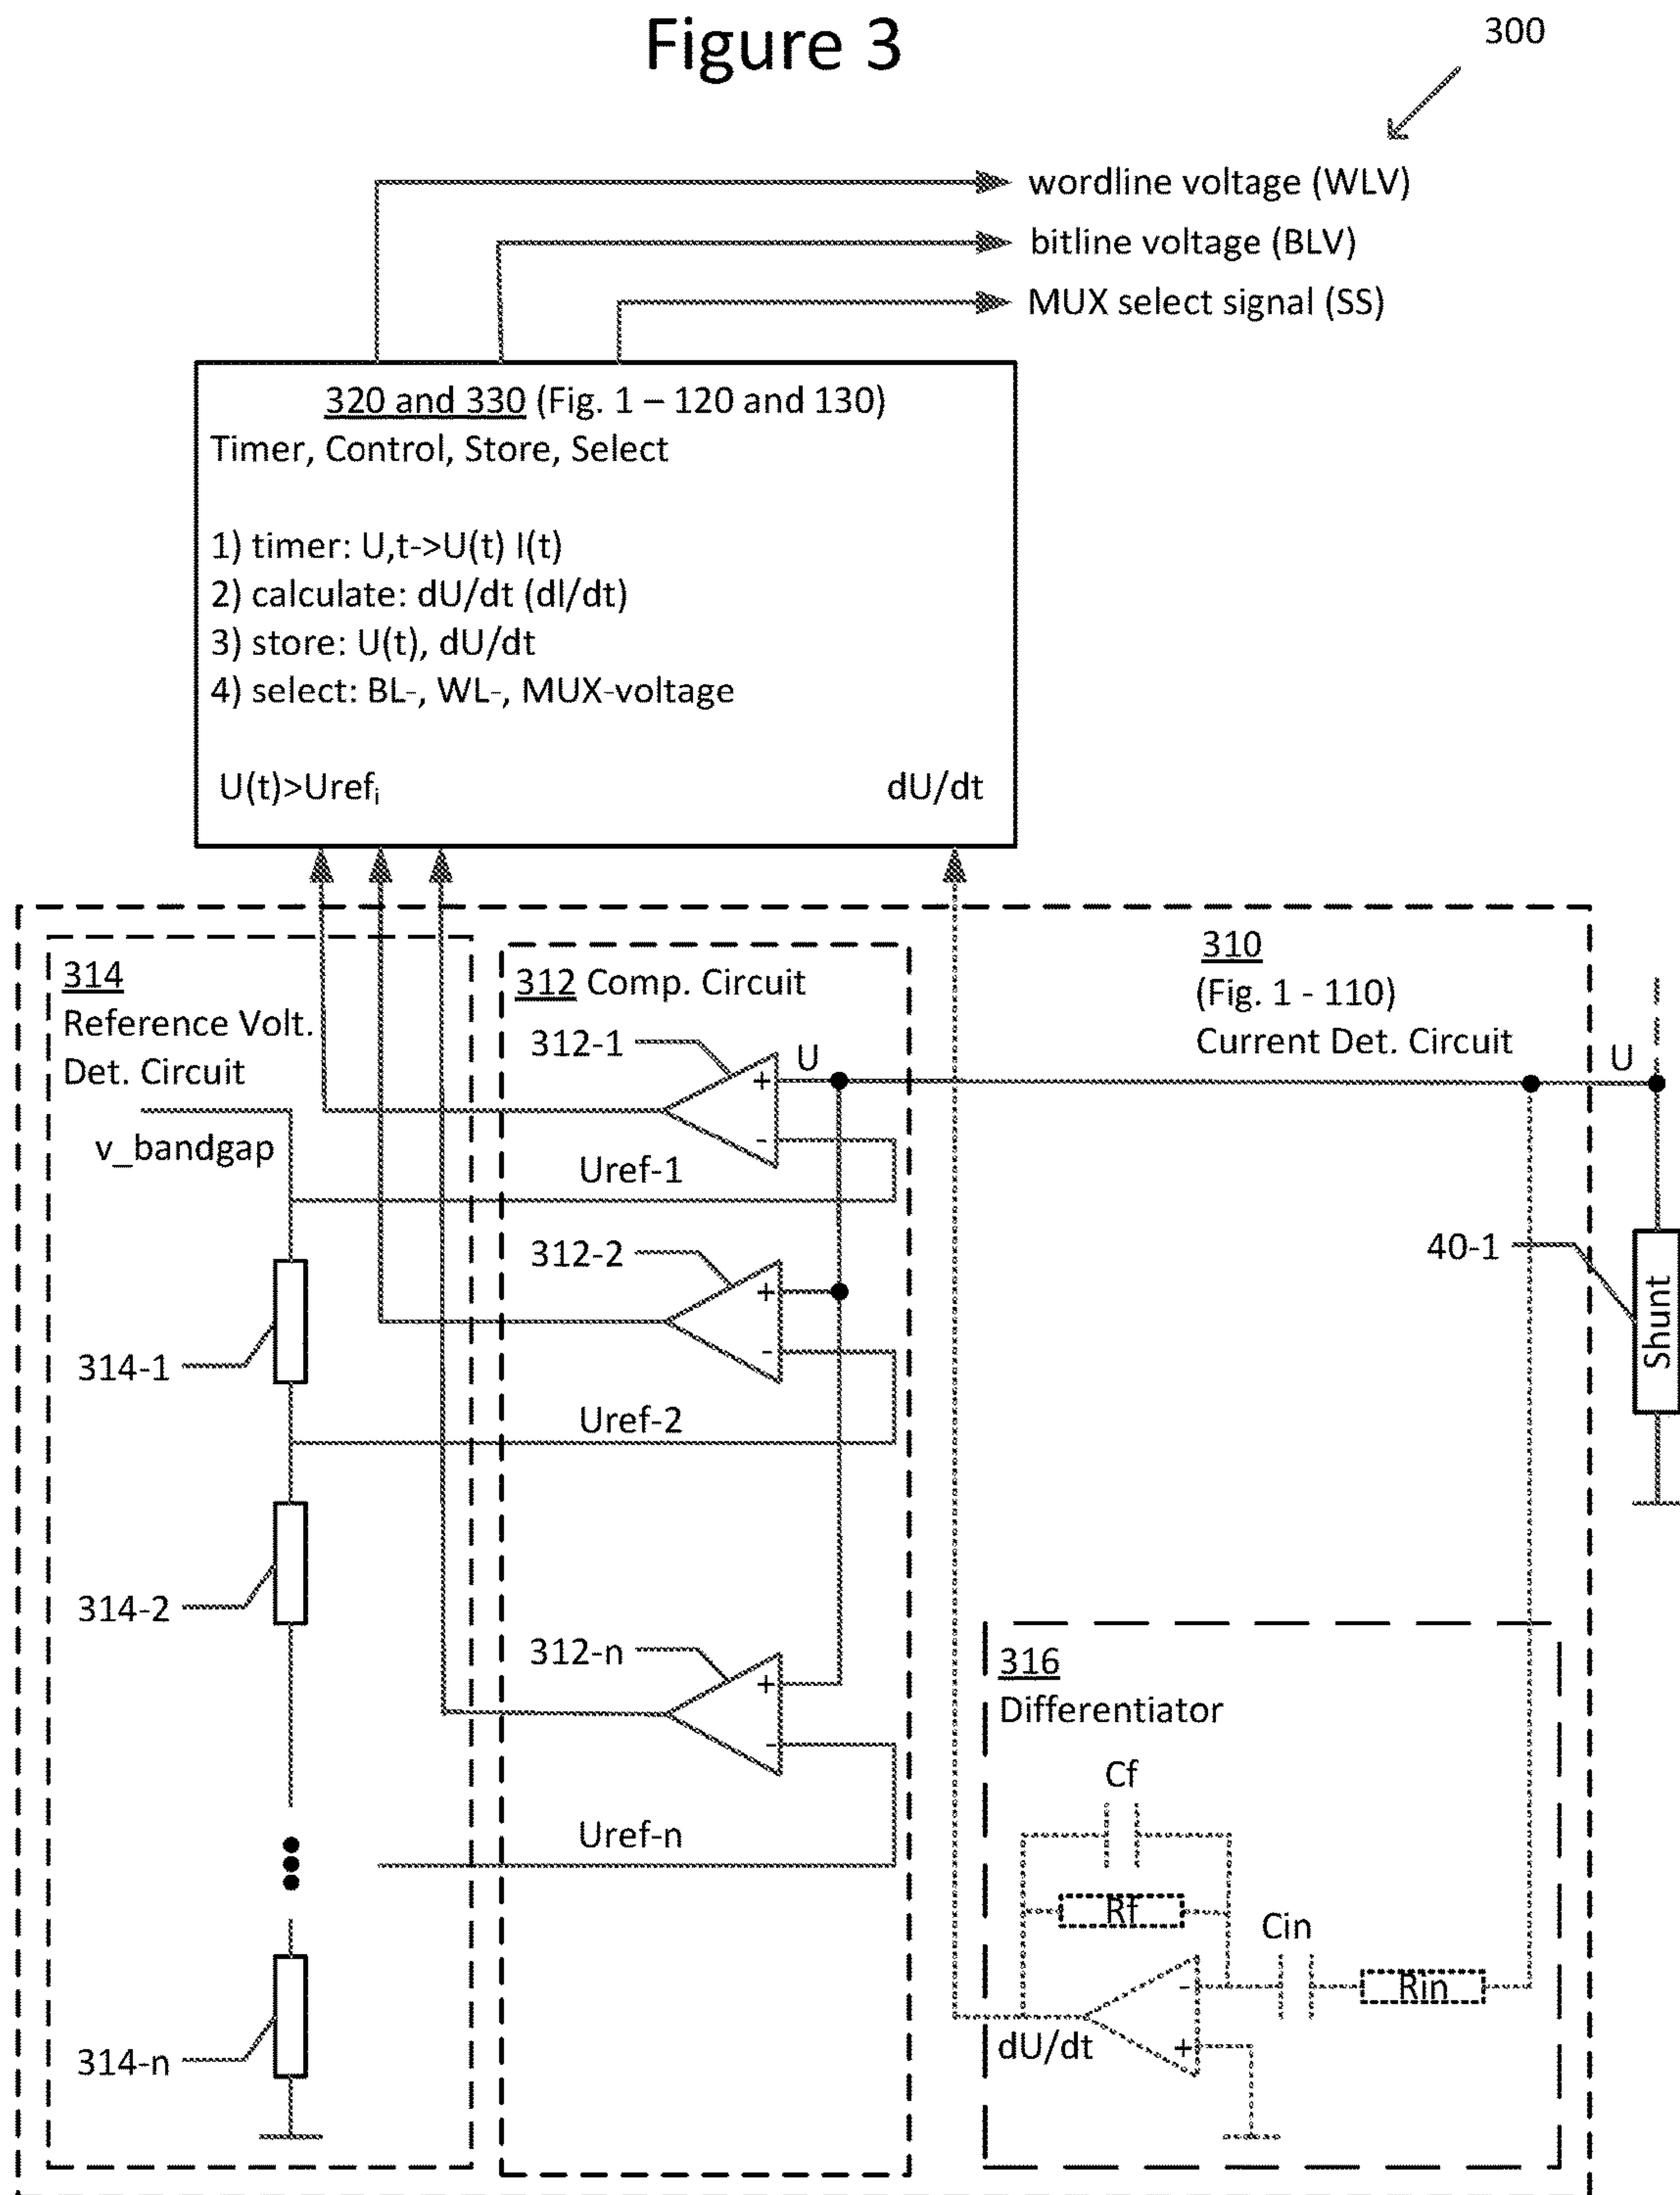 Figure 3
300
wordline voltage (WLV)
bitline voltage (BLV)
MUX select signal (SS)
320 and 330 (Fig. 1 – 120 and 130)
Timer, Control, Store, Select
1) timer: U,t->U(t) I(t)
2) calculate: dU/dt (dI/dt)
3) store: U(t), dU/dt
4) select: BL-, WL-, MUX-voltage
U(t)>Urefᵢ
dU/dt
314
Reference Volt.
Det. Circuit
v_bandgap
312 Comp. Circuit
312-1
U
+
-
Uref-1
310
(Fig. 1 - 110)
Current Det. Circuit
U
40-1
Shunt
312-2
+
-
314-1
Uref-2
314-2
312-n
+
-
Uref-n
316
Differentiator
Cf
Rf
Cin
Rin
-
+
dU/dt
314-n